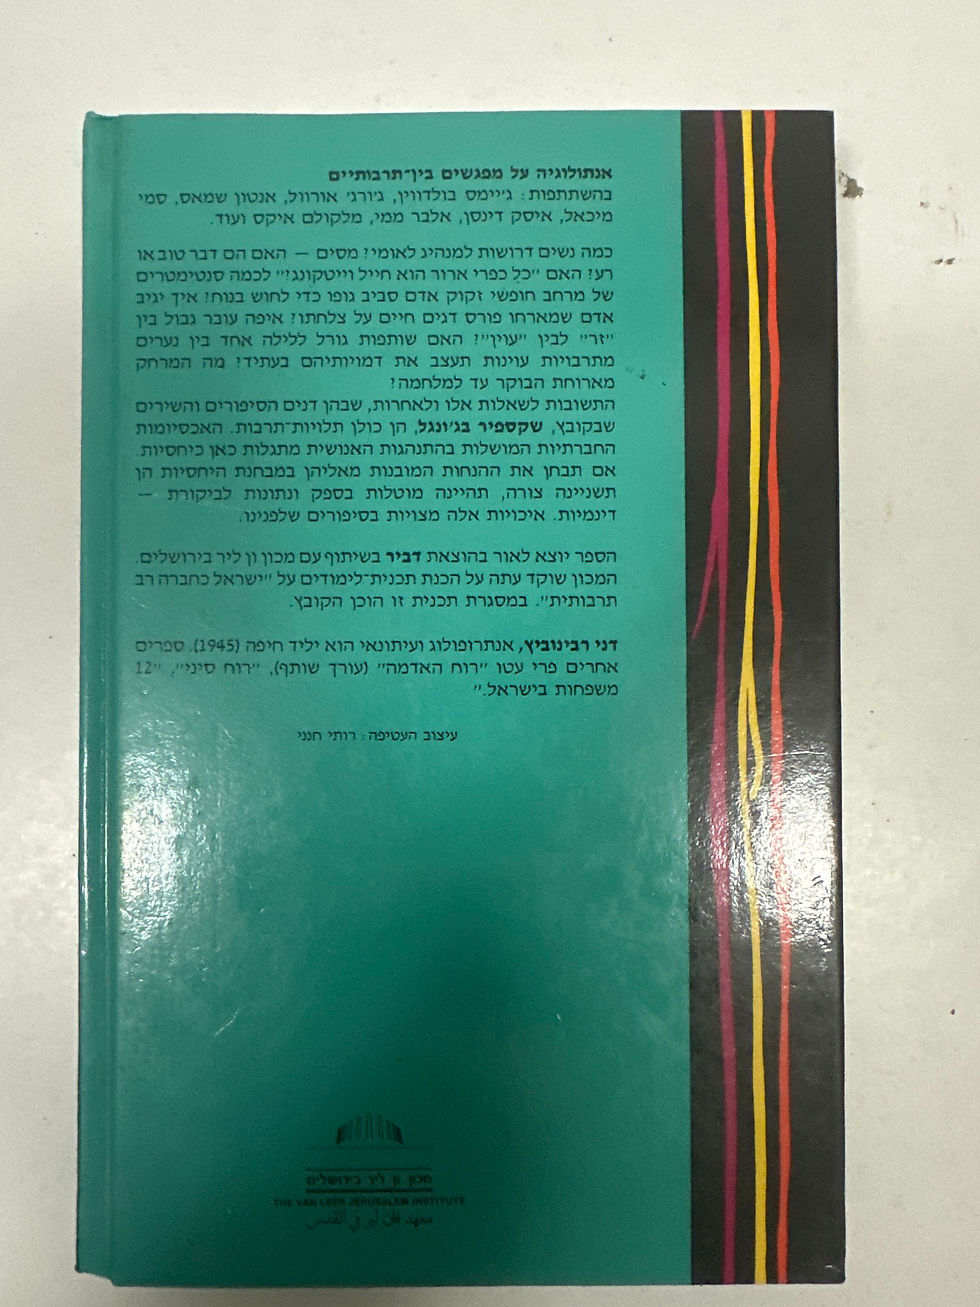 אנתולוגיה על מפגשים בין-תרבותיים
בהשתתפות: ג׳יימס בולדווין, ג׳ורג׳ אורוול, אנטון שמאס, סמי
מיכאל, איסק דינסן, אלבר ממי, מלקולם איקס ועוד.
כמה נשים דרושות למנהיג לאומי? מסים — האם הם דבר טוב או
רע? האם ״כל כפרי ארור הוא חייל וייטקונג?״ לכמה סנטימטרים
של מרחב חופשי זקוק אדם סביב גופו כדי לחוש בנוח? איך יגיב
אדם שמארחו פורס דגים חיים על צלחתו? איפה עובר גבול בין
״זר״ לבין ״עוין״? האם שותפות גורל ללילה אחד בין נערים
מתרבויות עוינות תעצב את דמויותיהם בעתיד? מה המרחק
מארוחת הבוקר עד למלחמה?
התשובות לשאלות אלו ולאחרות, שבהן דנים הסיפורים והשירים
שבקובץ, שקספיר בג׳ונגל, הן כולן תלויות-תרבות. האכסיומות
החברתיות המושלות בהתנהגות האנושית מתגלות כאן כיחסיות.
אם תבחן את ההנחות המובנות מאליהן במבחנת היחסיות הן
תשניינה צורה, תהיינה מוטלות בספק ונתונות לביקורת —
דינמיות. איכויות אלה מצויות בסיפורים שלפנינו.
הספר יוצא לאור בהוצאת דביר בשיתוף עם מכון ון ליר בירושלים.
המכון שוקד עתה על הכנת תכנית-לימודים על ״ישראל כחברה רב
תרבותית״. במסגרת תכנית זו הוכן הקובץ.
דני רבינוביץ, אנתרופולוג ועיתונאי הוא יליד חיפה (1945). ספרים
אחרים פרי עטו ״רוח האדמה״ (עורך שותף), ״רוח סיני״, ״12
משפחות בישראל.״
עיצוב העטיפה: רותי חנני
מכון ון ליר בירושלים
THE VAN LEER JERUSALEM INSTITUTE
معهد فان لير في القدس